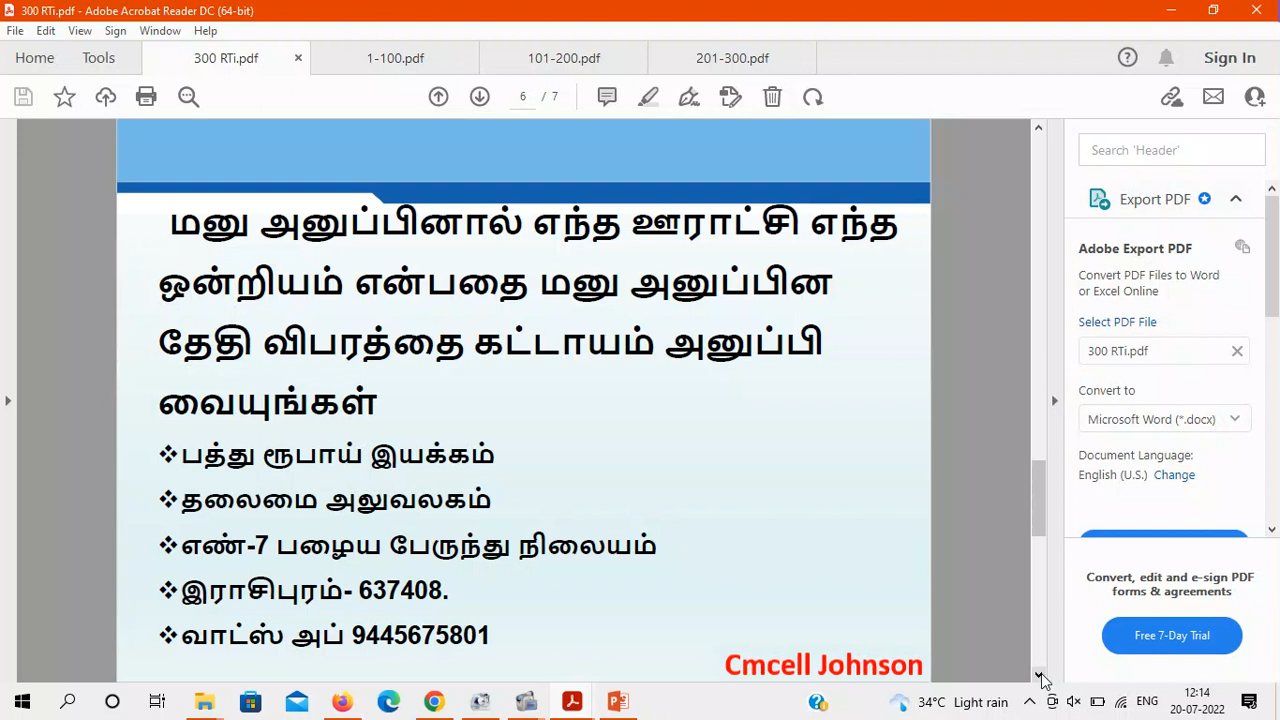 300 RTi.pdf - Adobe Acrobat Reader DC (64-bit)
File Edit View Sign Window Help
Home Tools 300 RTi.pdf × 1-100.pdf 101-200.pdf 201-300.pdf Sign In
6 / 7
மனு அனுப்பினால் எந்த ஊராட்சி எந்த
ஒன்றியம் என்பதை மனு அனுப்பின
தேதி விபரத்தை கட்டாயம் அனுப்பி
வையுங்கள்
❖பத்து ரூபாய் இயக்கம்
❖தலைமை அலுவலகம்
❖எண்-7 பழைய பேருந்து நிலையம்
❖இராசிபுரம்- 637408.
❖வாட்ஸ் அப் 9445675801
Cmcell Johnson
Search 'Header'
Export PDF
Adobe Export PDF
Convert PDF Files to Word
or Excel Online
Select PDF File
300 RTi.pdf
Convert to
Microsoft Word (*.docx)
Document Language:
English (U.S.) Change
Convert, edit and e-sign PDF
forms & agreements
Free 7-Day Trial
34°C Light rain ENG 12:14
20-07-2022